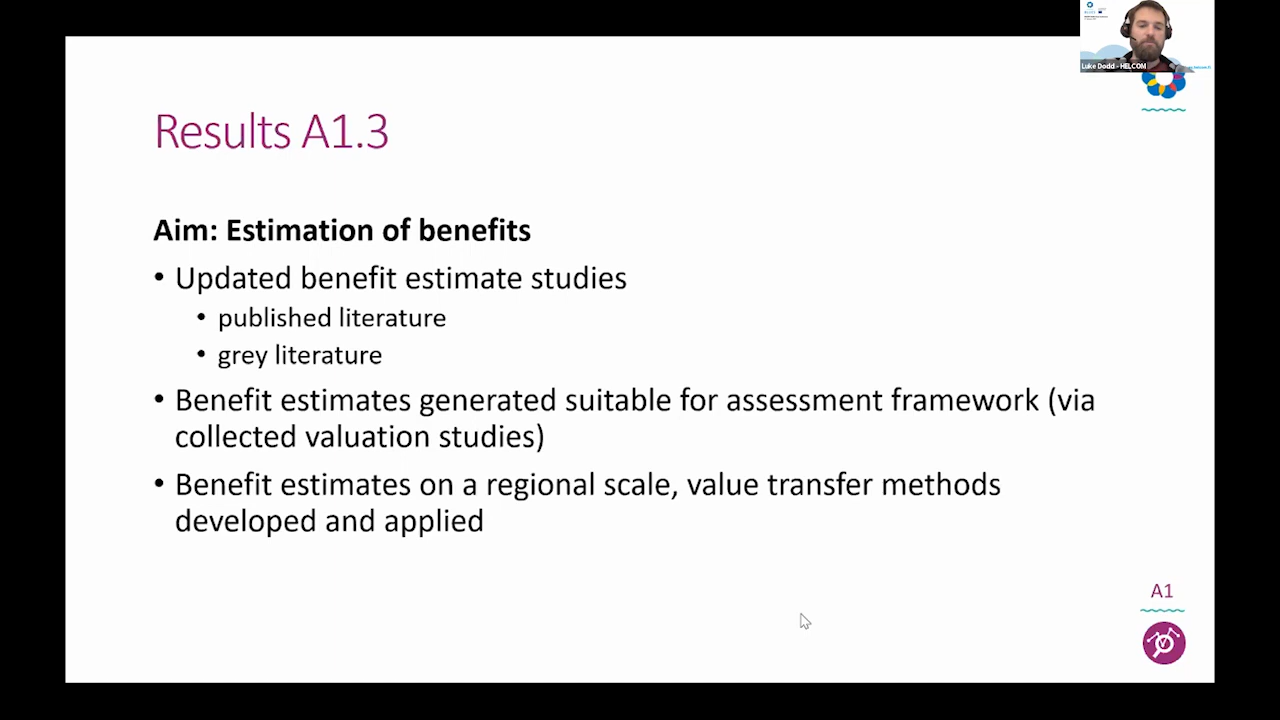 Luke Dodd - HELCOM
Results A1.3
Aim: Estimation of benefits
• Updated benefit estimate studies
• published literature
• grey literature
• Benefit estimates generated suitable for assessment framework (via
collected valuation studies)
• Benefit estimates on a regional scale, value transfer methods
developed and applied
A1